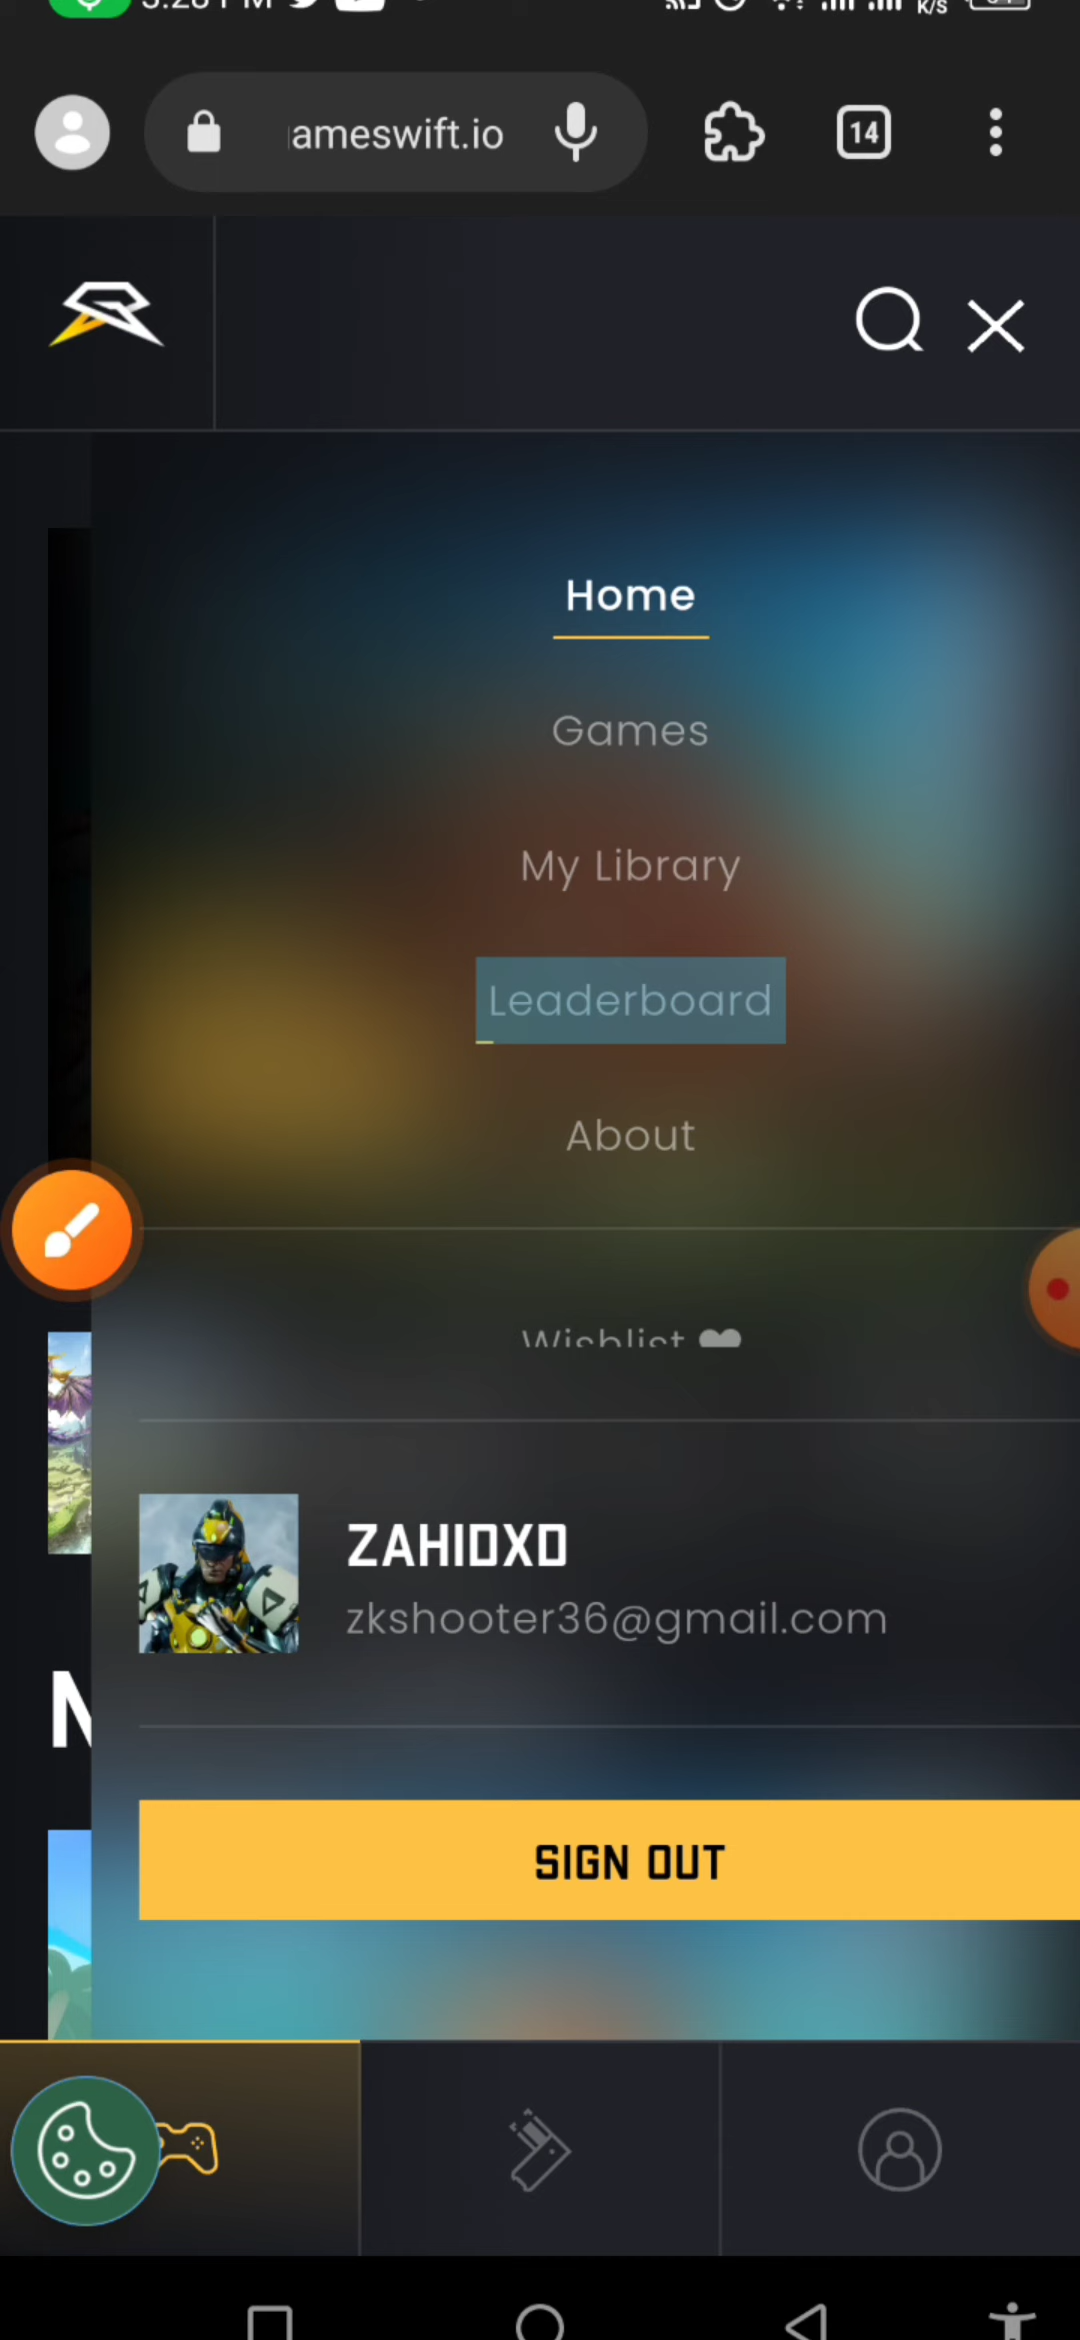 ameswift.io
14
K/S
Home
Games
My Library
Leaderboard
About
Wishlist
ZAHIDXD
zkshooter36@gmail.com
SIGN OUT